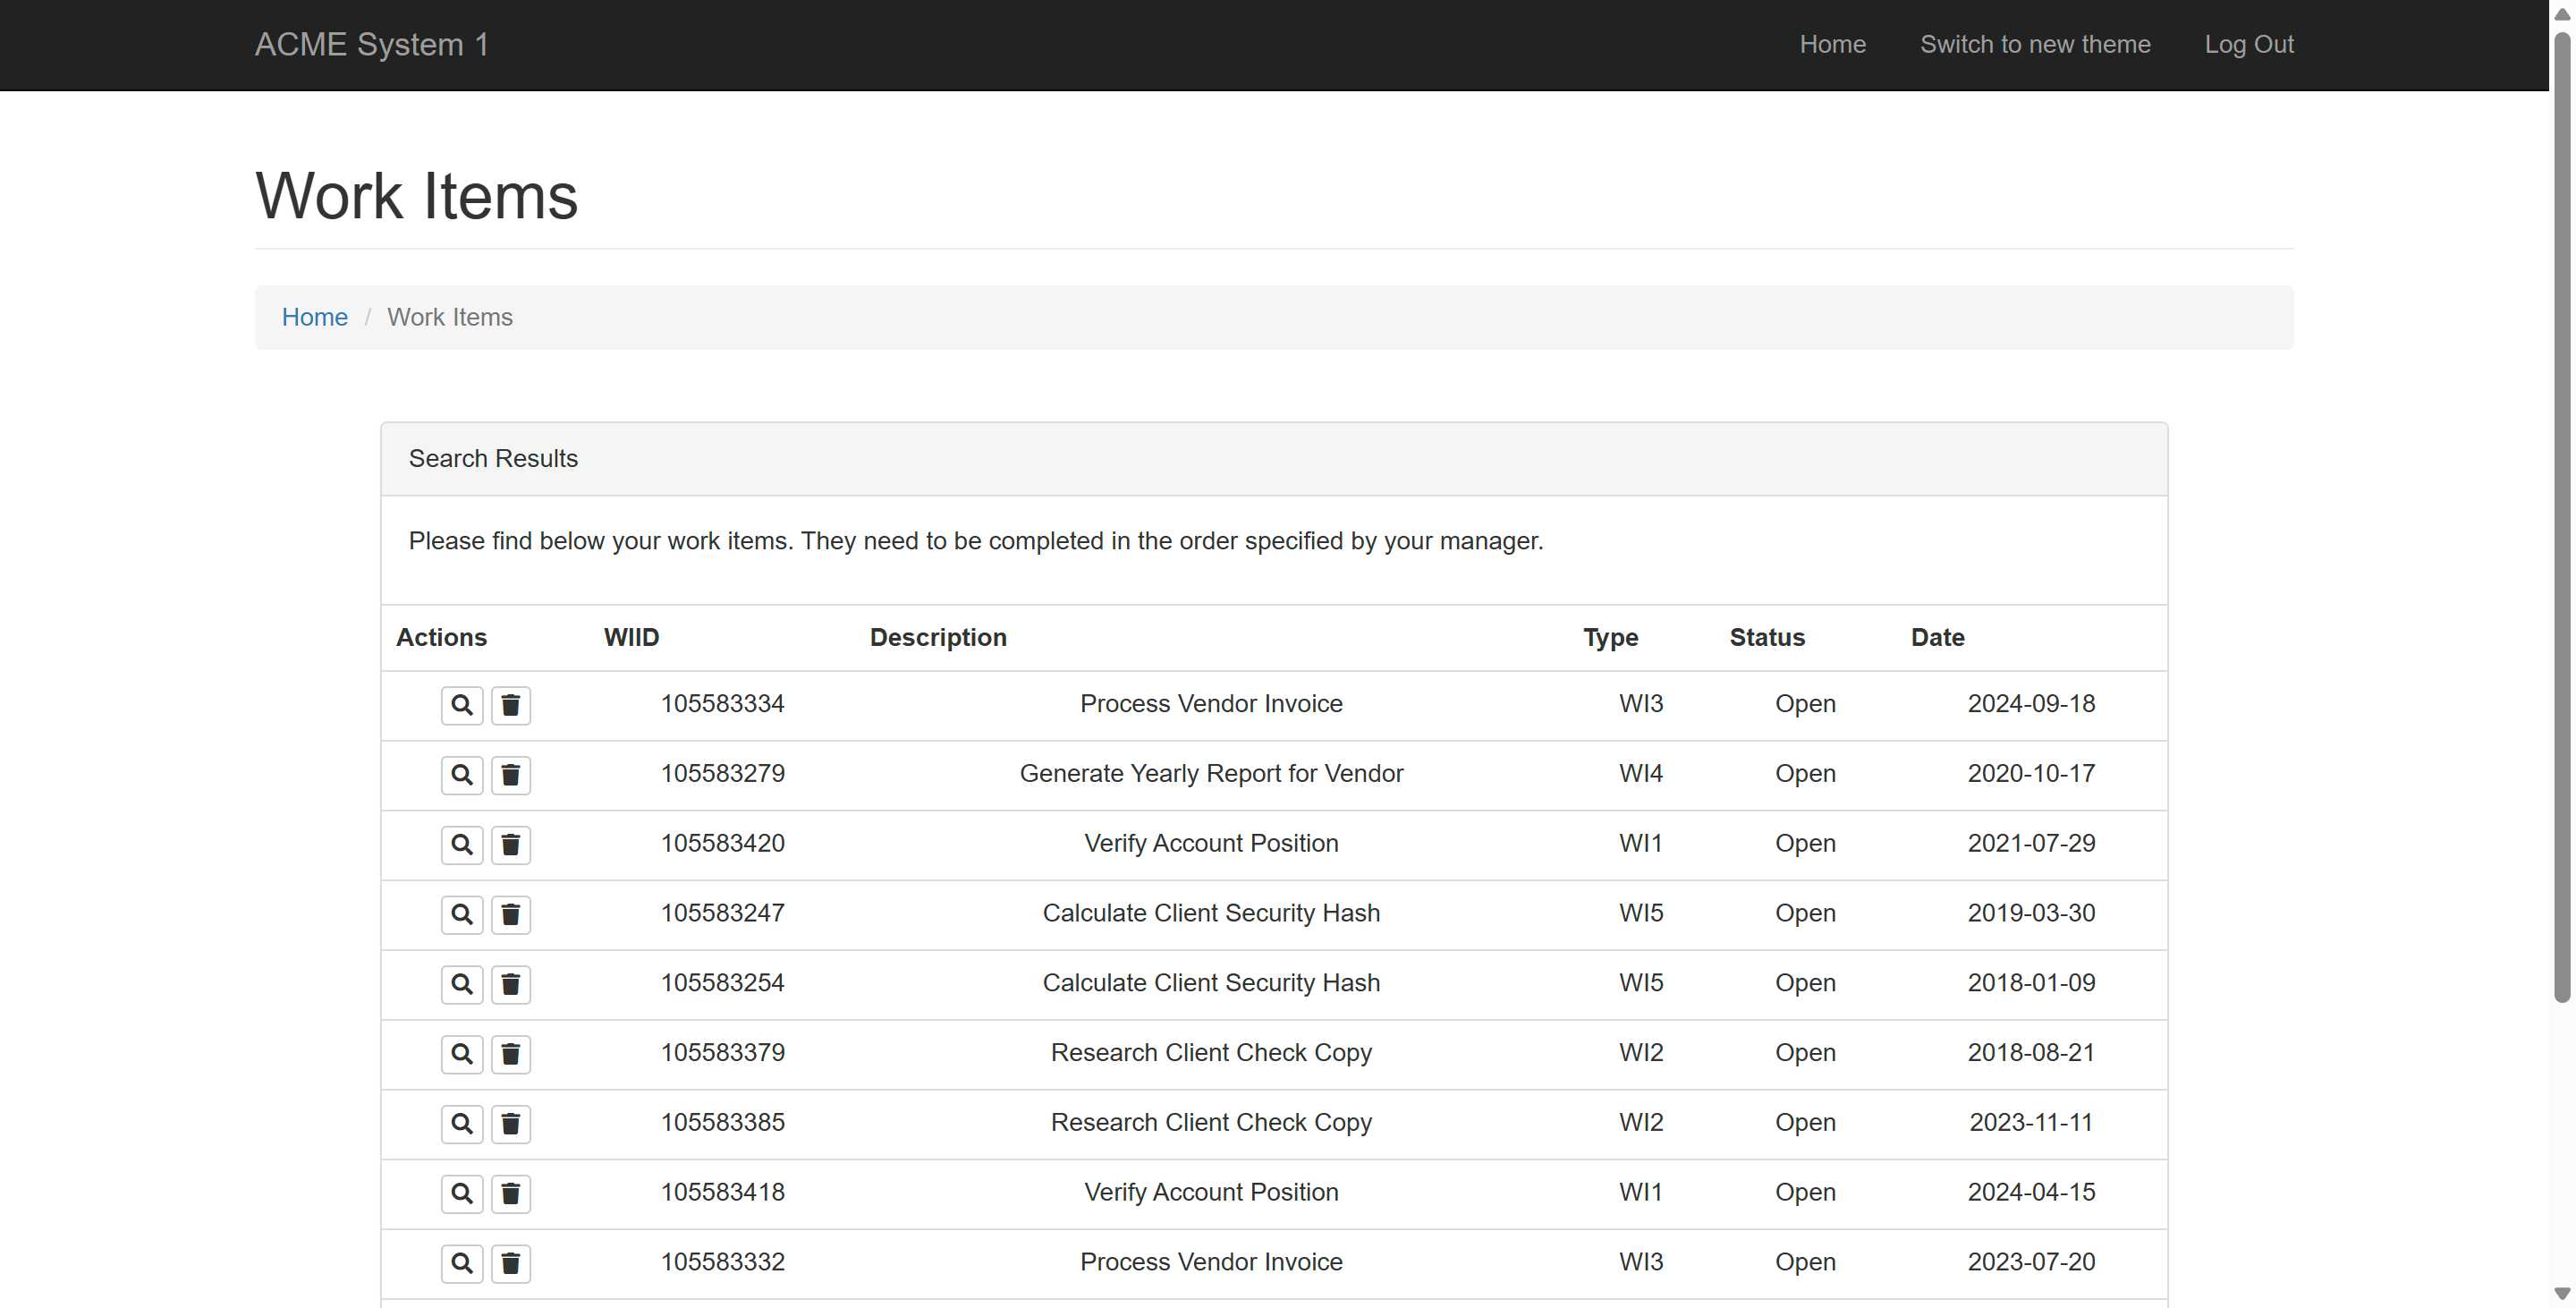 ACME System 1 Home Switch to new theme Log Out
Work Items
Home / Work Items
Search Results
Please find below your work items. They need to be completed in the order specified by your manager.
Actions WIID Description Type Status Date
105583334 Process Vendor Invoice WI3 Open 2024-09-18
105583279 Generate Yearly Report for Vendor WI4 Open 2020-10-17
105583420 Verify Account Position WI1 Open 2021-07-29
105583247 Calculate Client Security Hash WI5 Open 2019-03-30
105583254 Calculate Client Security Hash WI5 Open 2018-01-09
105583379 Research Client Check Copy WI2 Open 2018-08-21
105583385 Research Client Check Copy WI2 Open 2023-11-11
105583418 Verify Account Position WI1 Open 2024-04-15
105583332 Process Vendor Invoice WI3 Open 2023-07-20